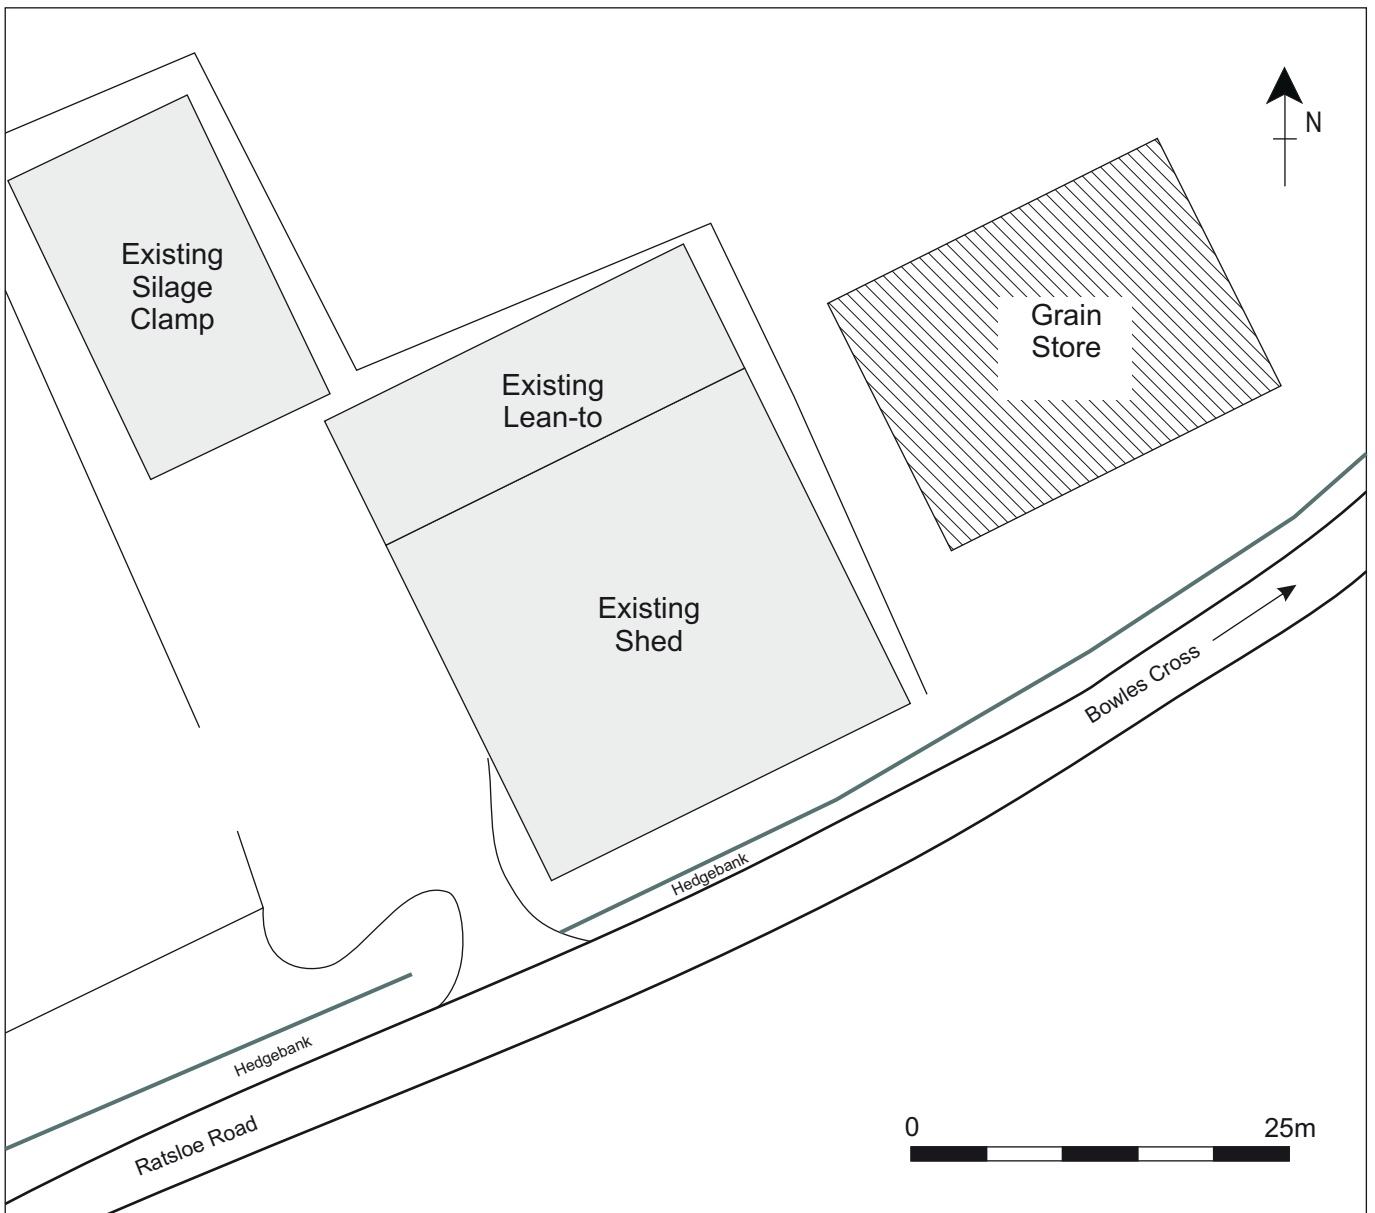 N
Existing
Silage
Clamp
Grain
Store
Existing
Lean-to
Existing
Shed
Bowles Cross
Hedgebank
Hedgebank
Ratsloe Road
0 25m